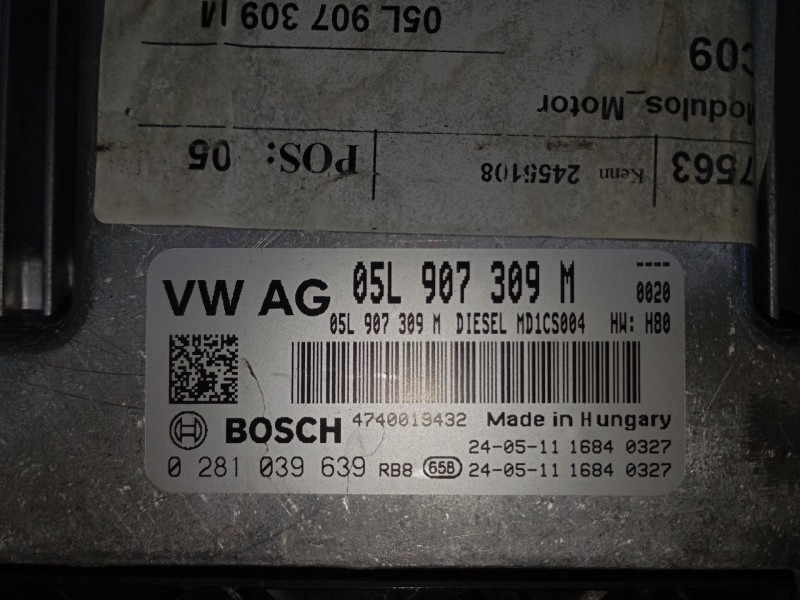 05L 907 309
C09
Modulos_Motor
7563
Kenn 2455108
POS: 05
VW AG 05L 907 309 M
----
0020
05L 907 309 M DIESEL MD1CS004 HW: H80
BOSCH 4740019432 Made in Hungary
24-05-11 1684 0327
0 281 039 639 RB8 658 24-05-11 1684 0327